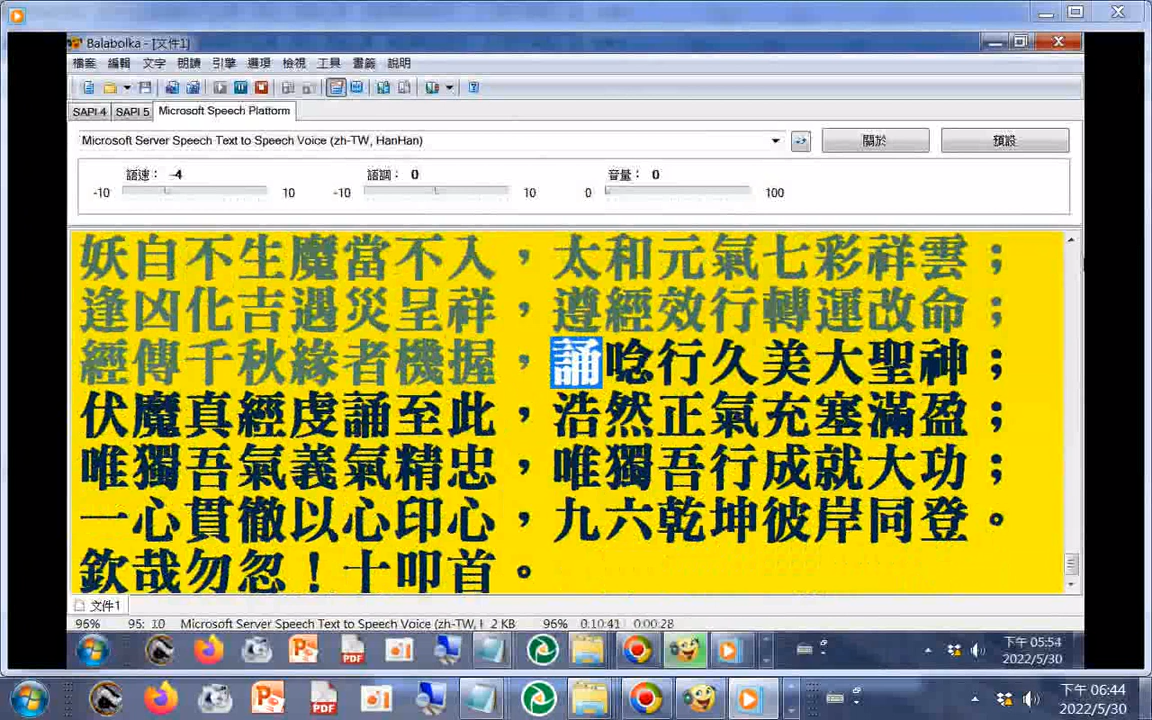 Balabolka - [文件1]
檔案 編輯 文字 朗讀 引擎 選項 檢視 工具 書籤 說明
SAPI 4 SAPI 5 Microsoft Speech Platform
Microsoft Server Speech Text to Speech Voice (zh-TW, HanHan) 關於 預設
語速： -4 語調： 0 音量： 0
-10 10 -10 10 0 100
妖自不生魔當不入，太和元氣七彩祥雲；
逢凶化吉遇災呈祥，遵經效行轉運改命；
經傳千秋緣者機握，誦唸行久美大聖神；
伏魔真經虔誦至此，浩然正氣充塞滿盈；
唯獨吾氣義氣精忠，唯獨吾行成就大功；
一心貫徹以心印心，九六乾坤彼岸同登。
欽哉勿忽！十叩首。
文件1
96% 95: 10 Microsoft Server Speech Text to Speech Voice (zh-TW, H 2 KB 96% 0:10:41 0:00:28
PDF 下午 05:54
2022/5/30
PDF 下午 06:44
2022/5/30